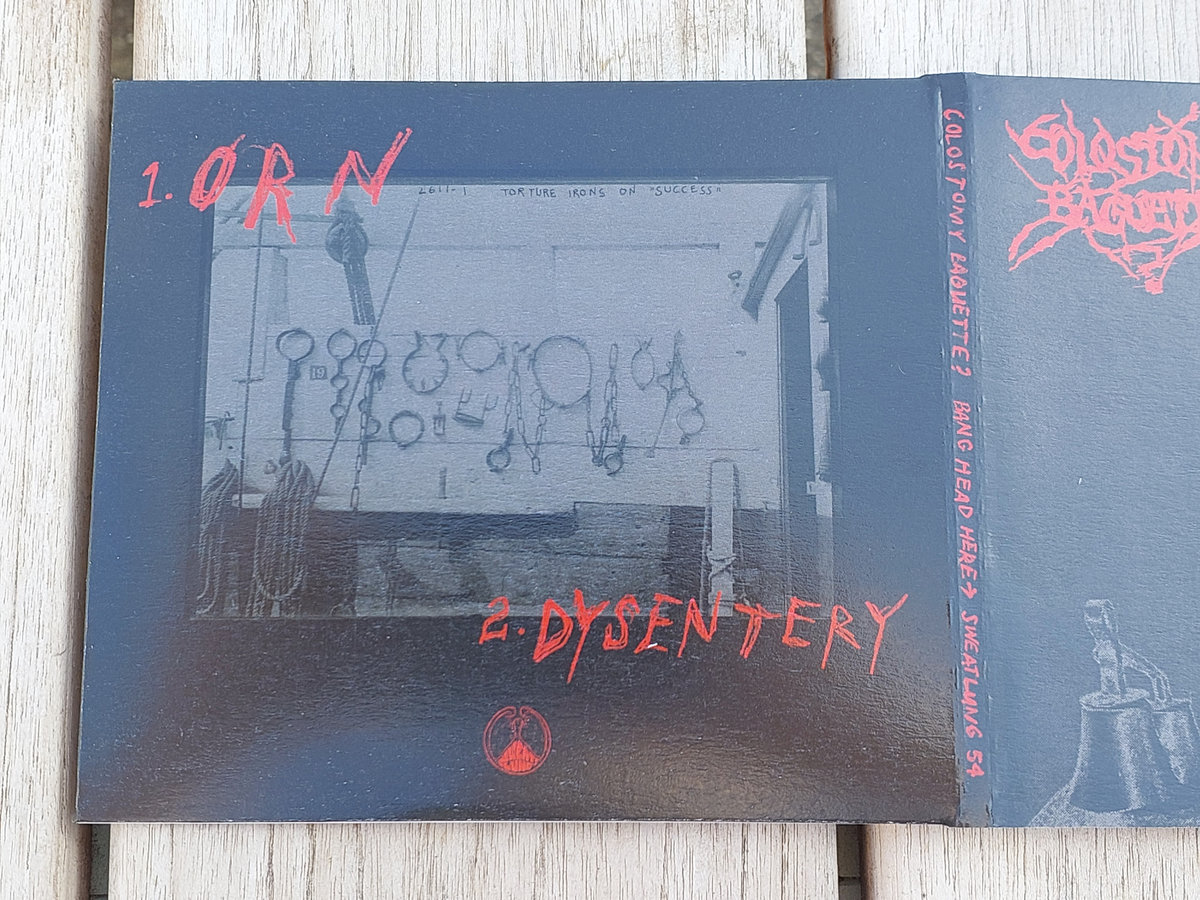 1. ØRN
2611-1 TORTURE IRONS ON "SUCCESS"
19
2. DYSENTERY
COLOSTOMY BAGUETTE? BANG HEAD HERE→ SWEATLUNG 54